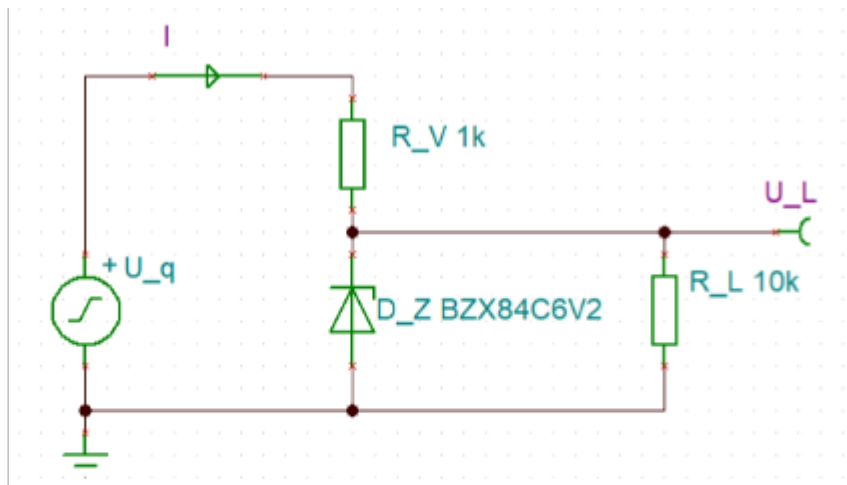 I
R_V 1k
U_L
+ U_q
R_L 10k
D_Z BZX84C6V2